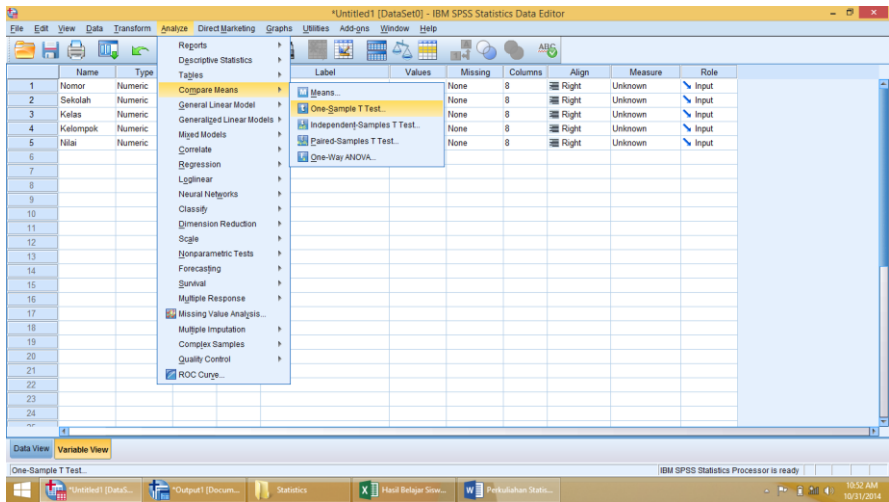 *Untitled1 [DataSet0] - IBM SPSS Statistics Data Editor
File Edit View Data Transform Analyze Direct Marketing Graphs Utilities Add-ons Window Help
Name Type Label Values Missing Columns Align Measure Role
1 Nomor Numeric None 8 Right Unknown Input
2 Sekolah Numeric None 8 Right Unknown Input
3 Kelas Numeric None 8 Right Unknown Input
4 Kelompok Numeric None 8 Right Unknown Input
5 Nilai Numeric None 8 Right Unknown Input
6
7
8
9
10
11
12
13
14
15
16
17
18
19
20
21
22
23
24
Reports
Descriptive Statistics
Tables
Compare Means
General Linear Model
Generalized Linear Models
Mixed Models
Correlate
Regression
Loglinear
Neural Networks
Classify
Dimension Reduction
Scale
Nonparametric Tests
Forecasting
Survival
Multiple Response
Missing Value Analysis...
Multiple Imputation
Complex Samples
Quality Control
ROC Curve...
Means...
One-Sample T Test...
Independent-Samples T Test...
Paired-Samples T Test...
One-Way ANOVA...
Data View Variable View
One-Sample T Test... IBM SPSS Statistics Processor is ready
*Untitled1 [DataS... *Output1 [Docum... Statistics Hasil Belajar Sisw... Perkuliahan Statis... 10:52 AM
10/31/2014